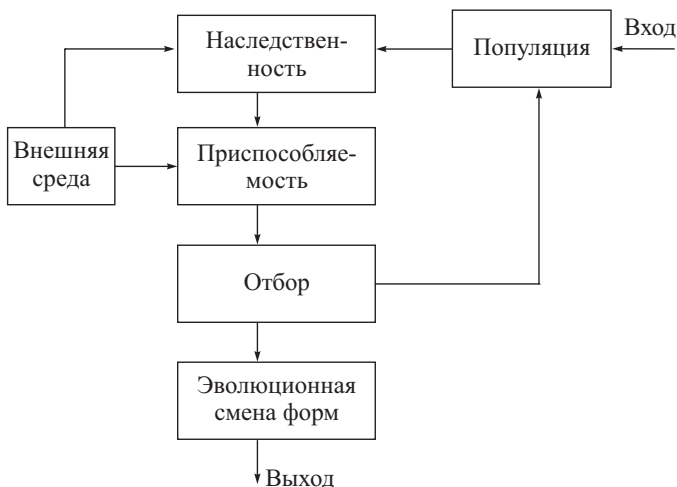 Наследствен-
ность
Популяция
Вход
Внешняя
среда
Приспособляе-
мость
Отбор
Эволюционная
смена форм
Выход